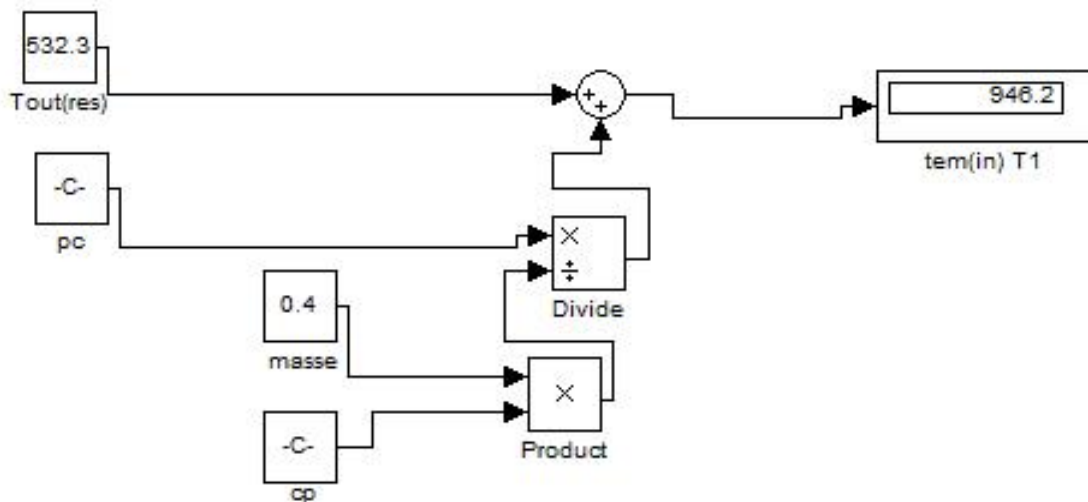 532.3
Tout(res)
946.2
tem(in) T1
-C-
pc
×
÷
Divide
0.4
masse
×
Product
-C-
cp